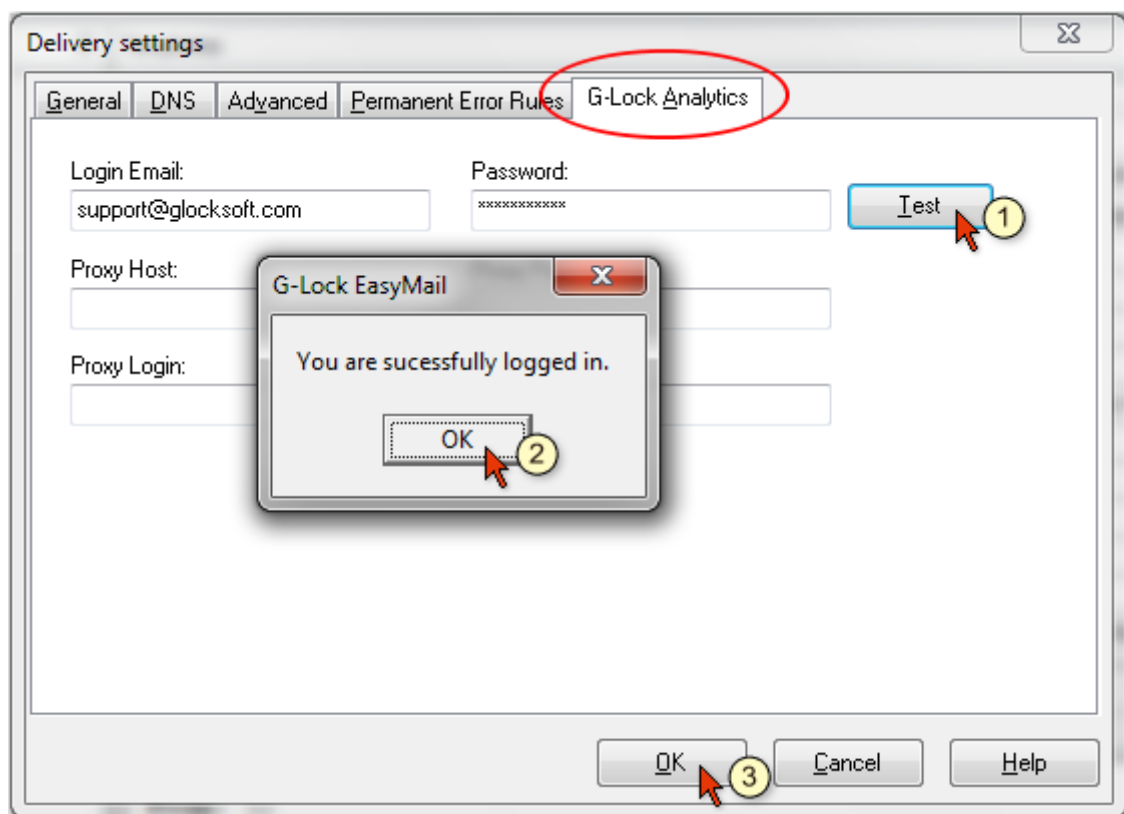 Delivery settings
General DNS Advanced Permanent Error Rules G-Lock Analytics
Login Email: Password:
support@glocksoft.com ××××××××××× Test 1
Proxy Host:
G-Lock EasyMail
You are sucessfully logged in.
Proxy Login:
OK 2
OK 3 Cancel Help